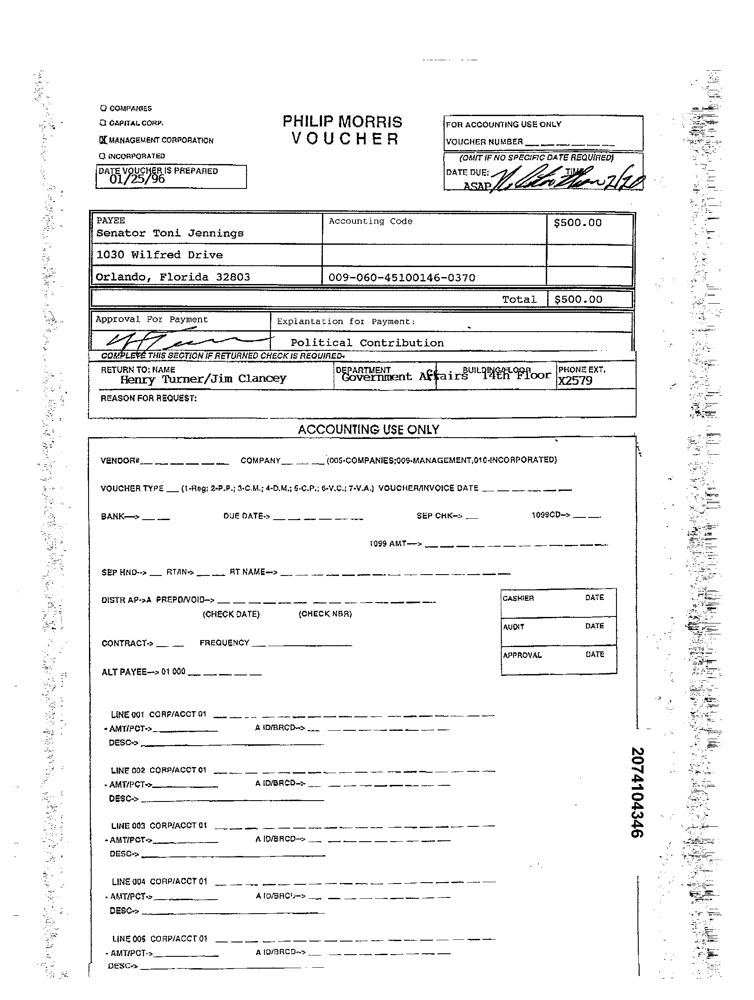 ☐ COMPANIES
☐ CAPITAL CORP.
☒ MANAGEMENT CORPORATION
☐ INCORPORATED
DATE VOUCHER IS PREPARED
01/25/96
PHILIP MORRIS
VOUCHER
FOR ACCOUNTING USE ONLY
VOUCHER NUMBER
(OMIT IF NO SPECIFIC DATE REQUIRED)
DATE DUE: TIME
ASAP
PAYEE Accounting Code $500.00
Senator Toni Jennings
1030 Wilfred Drive
Orlando, Florida 32803 009-060-45100146-0370
Total $500.00
Approval For Payment Explantation for Payment:
Political Contribution
COMPLETE THIS SECTION IF RETURNED CHECK IS REQUIRED.
RETURN TO: NAME DEPARTMENT BUILDING/FLOOR PHONE EXT.
Henry Turner/Jim Clancey Government Affairs 14th Floor X2579
REASON FOR REQUEST:
ACCOUNTING USE ONLY
VENDOR# COMPANY (005-COMPANIES;009-MANAGEMENT,010-INCORPORATED)
VOUCHER TYPE (1-Reg; 2-P.P.; 3-C.M.; 4-D.M.; 5-C.P.; 6-V.C.; 7-V.A.) VOUCHER/INVOICE DATE
BANK—> DUE DATE-> SEP CHK–> 1099CD–>
1099 AMT—>
SEP HND--> RT/IN-> RT NAME–>
DISTR AP->A PREPD/VOID–>
(CHECK DATE) (CHECK NBR)
CASHIER DATE
AUDIT DATE
APPROVAL DATE
CONTRACT-> FREQUENCY
ALT PAYEE—> 01 000
LINE 001 CORP/ACCT 01
- AMT/PCT-> A ID/BRCD–>
DESC->
LINE 002 CORP/ACCT 01
- AMT/PCT-> A ID/BRCD–>
DESC->
LINE 003 CORP/ACCT 01
- AMT/PCT-> A ID/BRCD–>
DESC->
LINE 004 CORP/ACCT 01
- AMT/PCT-> A ID/BRCD–>
DESC->
LINE 005 CORP/ACCT 01
- AMT/PCT-> A ID/BRCD–>
DESC->
2074104346